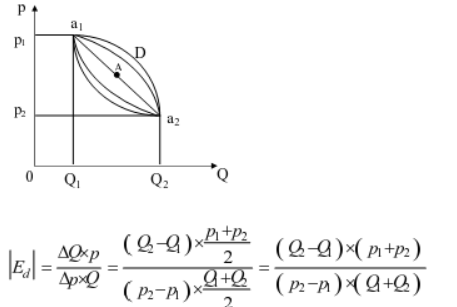 p
a₁
p₁
D
A
p₂
a₂
0 Q₁ Q₂ Q
|E_d| = ΔQ×p / Δp×Q = (Q₂−Q₁)×(p₁+p₂)/2 / (p₂−p₁)×(Q₁+Q₂)/2 = (Q₂−Q₁)×(p₁+p₂) / (p₂−p₁)×(Q₁+Q₂)